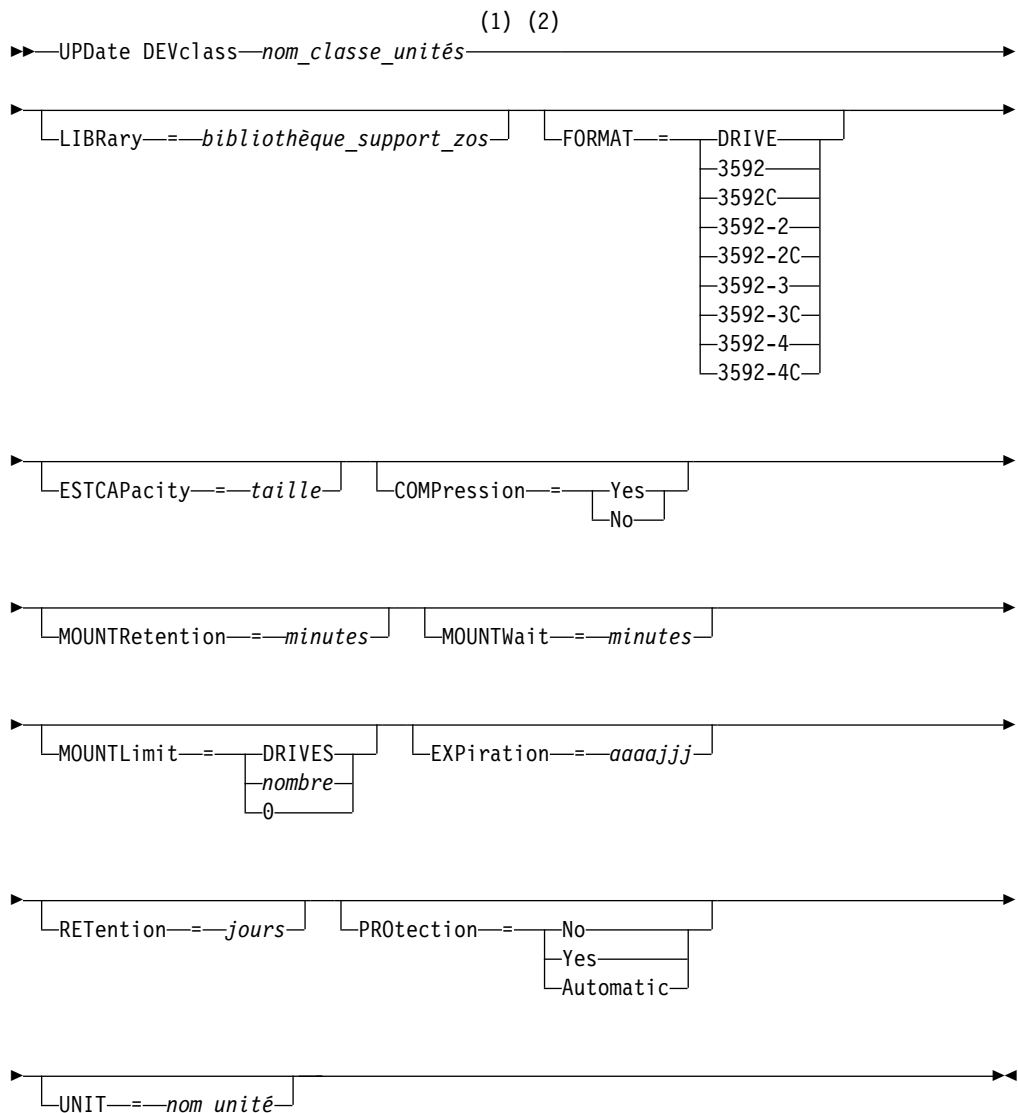 (1) (2)
UPDate DEVclass nom_classe_unités
LIBRary = bibliothèque_support_zos FORMAT = DRIVE
3592
3592C
3592-2
3592-2C
3592-3
3592-3C
3592-4
3592-4C
ESTCAPacity = taille COMPression = Yes
No
MOUNTRetention = minutes MOUNTWait = minutes
MOUNTLimit = DRIVES EXPiration = aaaajjj
nombre
0
RETention = jours PROtection = No
Yes
Automatic
UNIT = nom unité